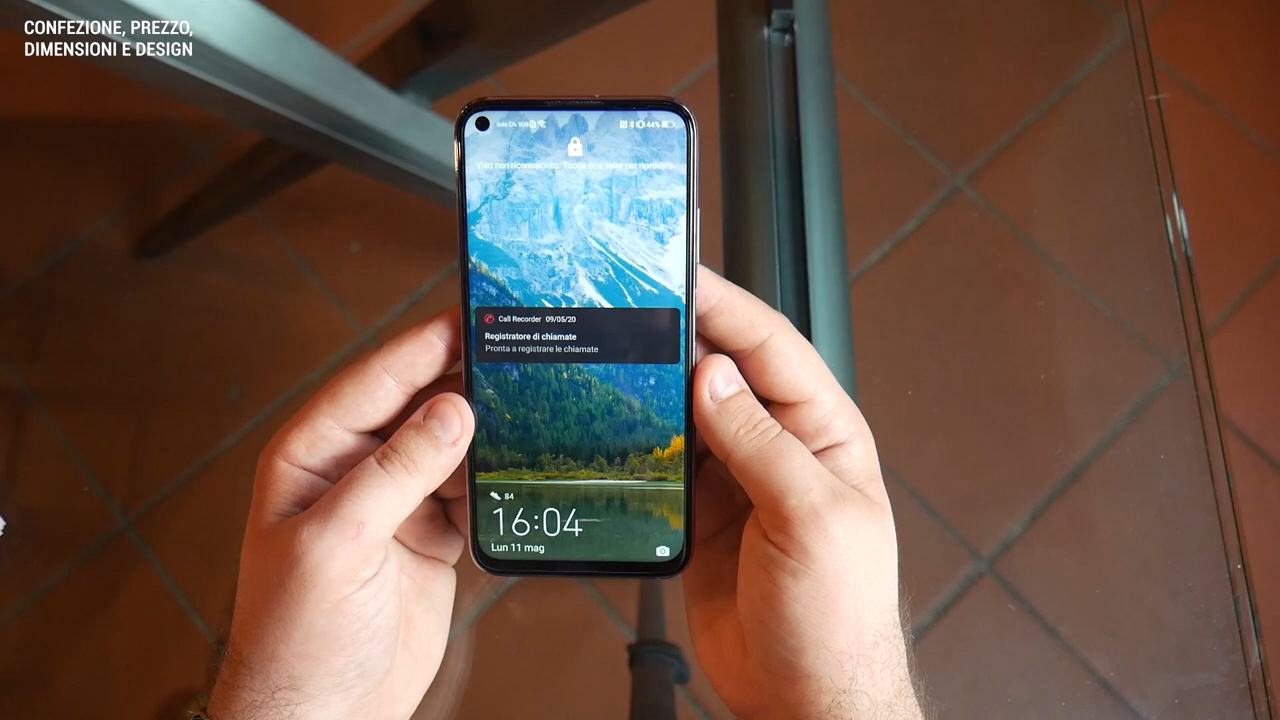 CONFEZIONE, PREZZO,
DIMENSIONI E DESIGN
44%
Viso non riconosciuto. Tocca due volte per riprovare.
Call Recorder 09/05/20
Registratore di chiamate
Pronta a registrare le chiamate
84
16:04
Lun 11 mag